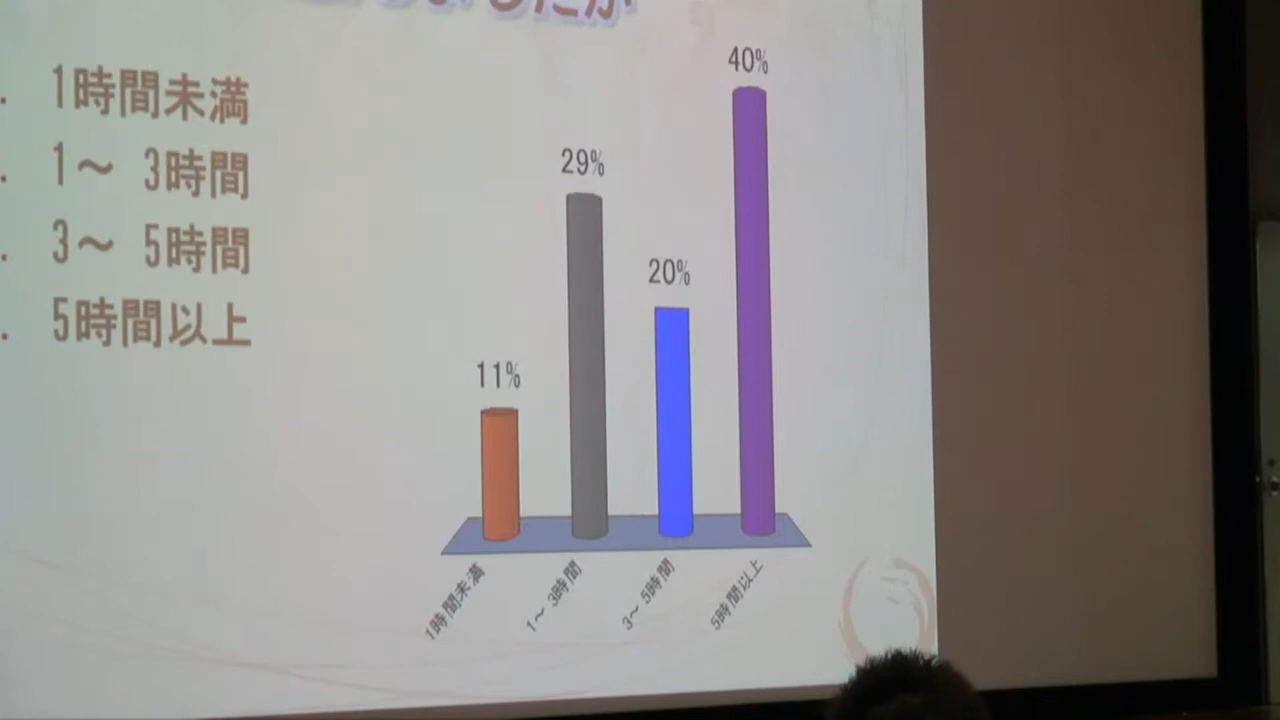 1時間未満
1～ 3時間
3～ 5時間
5時間以上
11%
29%
20%
40%
1時間未満
1～ 3時間
3～ 5時間
5時間以上